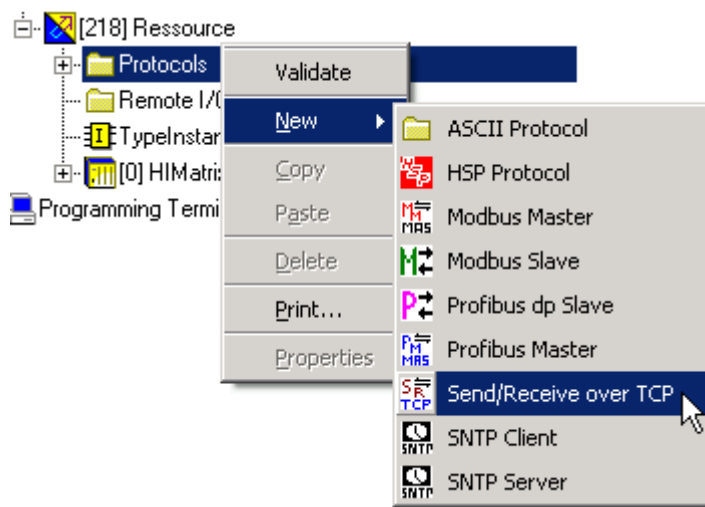 [218] Ressource
Protocols
Remote I/O
TypeInstan
[0] HIMatri
Programming Termi
Validate
New
Copy
Paste
Delete
Print...
Properties
ASCII Protocol
HSP Protocol
Modbus Master
Modbus Slave
Profibus dp Slave
Profibus Master
Send/Receive over TCP
SNTP Client
SNTP Server